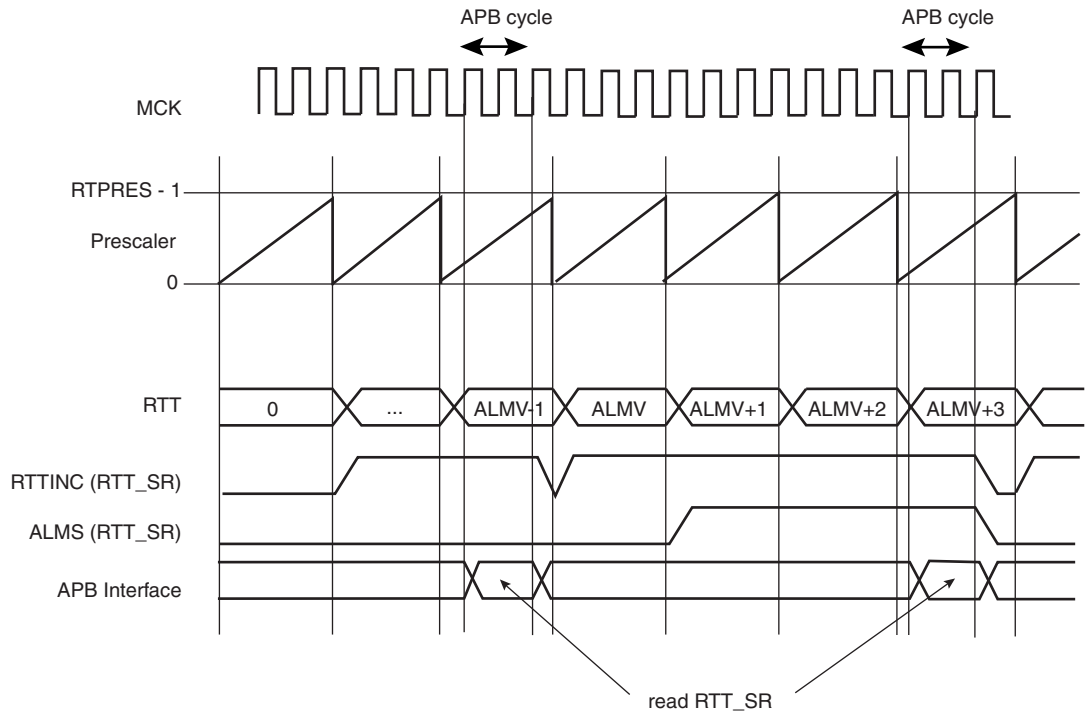 APB cycle
APB cycle
MCK
RTPRES - 1
Prescaler
0
RTT
0
...
ALMV-1
ALMV
ALMV+1
ALMV+2
ALMV+3
RTTINC (RTT_SR)
ALMS (RTT_SR)
APB Interface
read RTT_SR